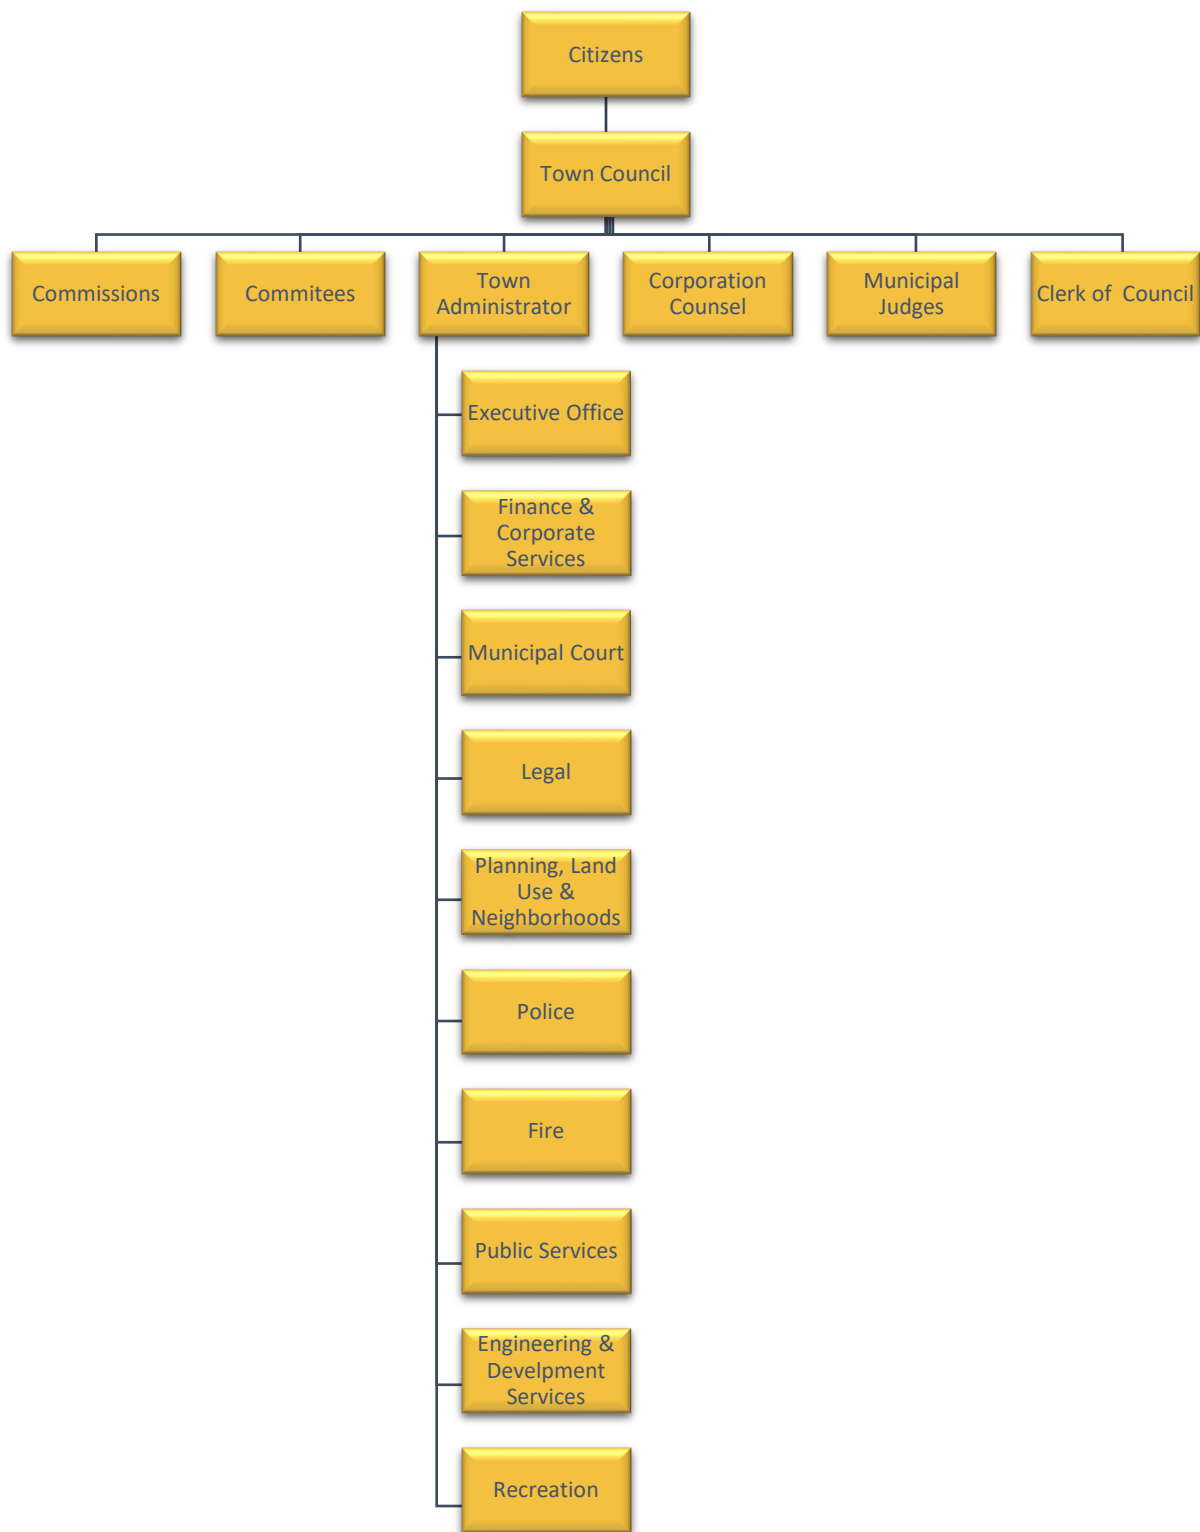 Citizens
Town Council
Commissions
Commitees
Town
Administrator
Corporation
Counsel
Municipal
Judges
Clerk of  Council
Executive Office
Finance &
Corporate
Services
Municipal Court
Legal
Planning, Land
Use &
Neighborhoods
Police
Fire
Public Services
Engineering &
Develpment
Services
Recreation